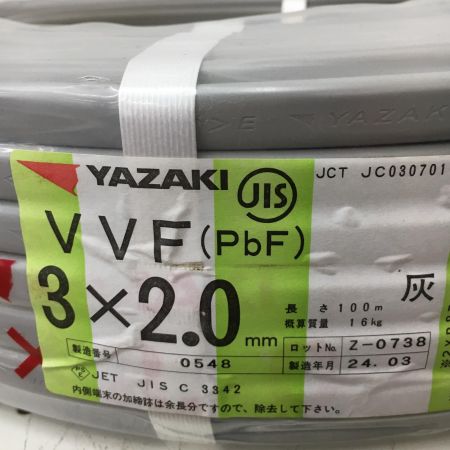 <PS>E YAZAKI
YAZAKI JIS JCT JC030701
VVF(PbF)
3×2.0mm
長さ 100m 灰
概算質量 16kg
製造番号 0548 ロットNo. Z-0738
製造年月 24.03
JET JIS C 3342
内側端末の加締跡は余長分ですので、除去して下さい。